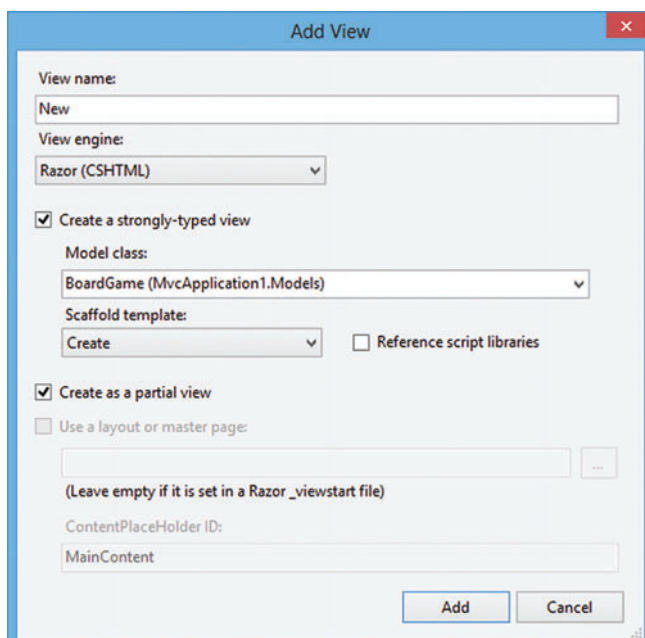 Add View
View name:
New
View engine:
Razor (CSHTML)
Create a strongly-typed view
Model class:
BoardGame (MvcApplication1.Models)
Scaffold template:
Create
Reference script libraries
Create as a partial view
Use a layout or master page:
...
(Leave empty if it is set in a Razor _viewstart file)
ContentPlaceHolder ID:
MainContent
Add Cancel